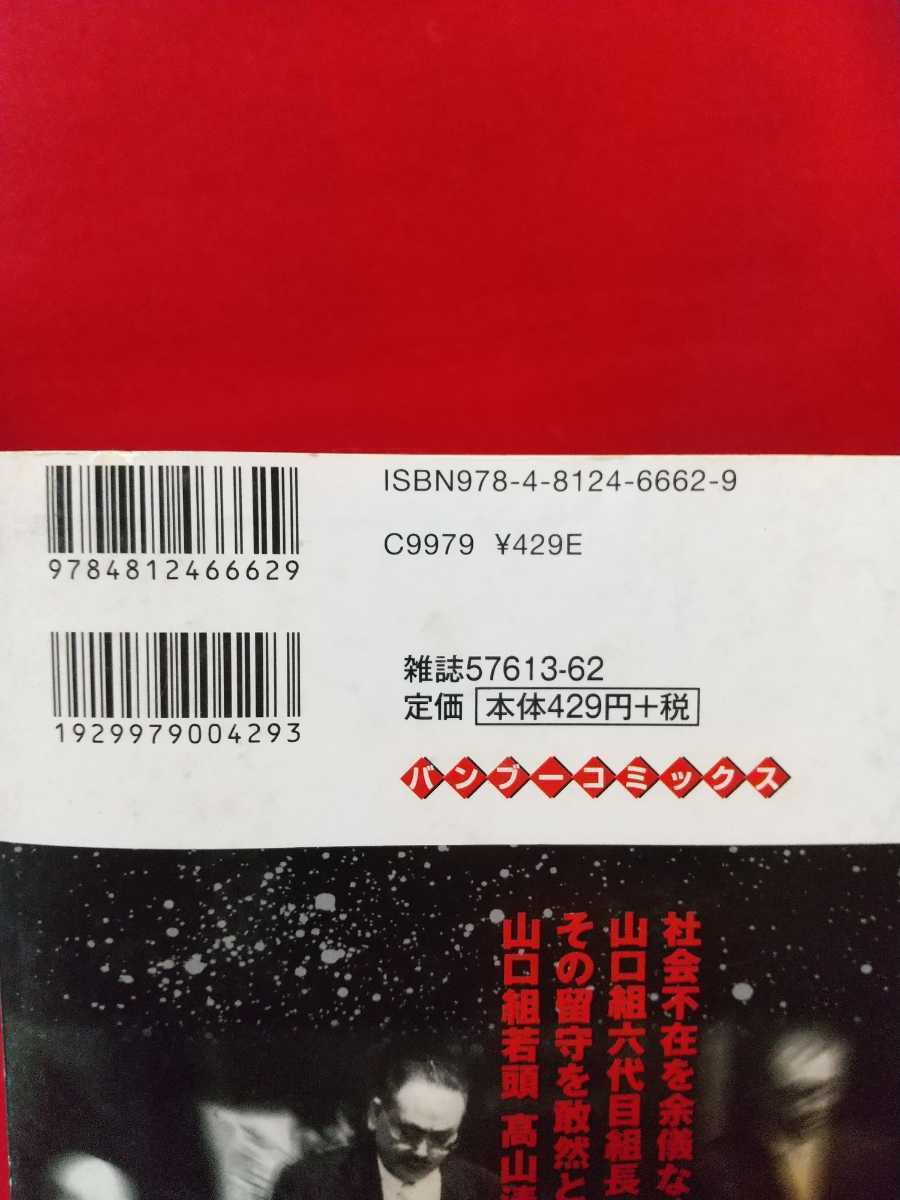 ISBN978-4-8124-6662-9
9784812466629
C9979 ¥429E
雑誌57613-62
定価 本体429円+税
1929979004293
バンブーコミックス
社会不在を余儀な
山口組六代目組長
その留守を敢然と
山口組若頭 髙山清